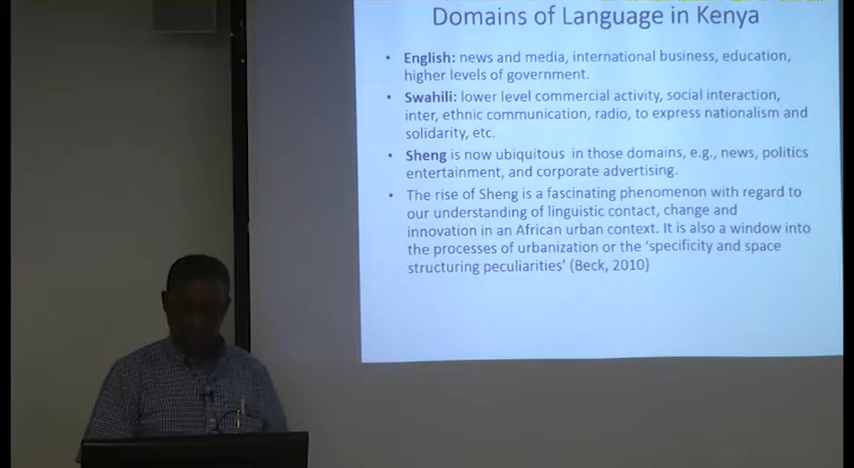 Domains of Language in Kenya
• English: news and media, international business, education,
higher levels of government.
• Swahili: lower level commercial activity, social interaction,
inter, ethnic communication, radio, to express nationalism and
solidarity, etc.
• Sheng is now ubiquitous in those domains, e.g., news, politics
entertainment, and corporate advertising.
• The rise of Sheng is a fascinating phenomenon with regard to
our understanding of linguistic contact, change and
innovation in an African urban context. It is also a window into
the processes of urbanization or the 'specificity and space
structuring peculiarities' (Beck, 2010)